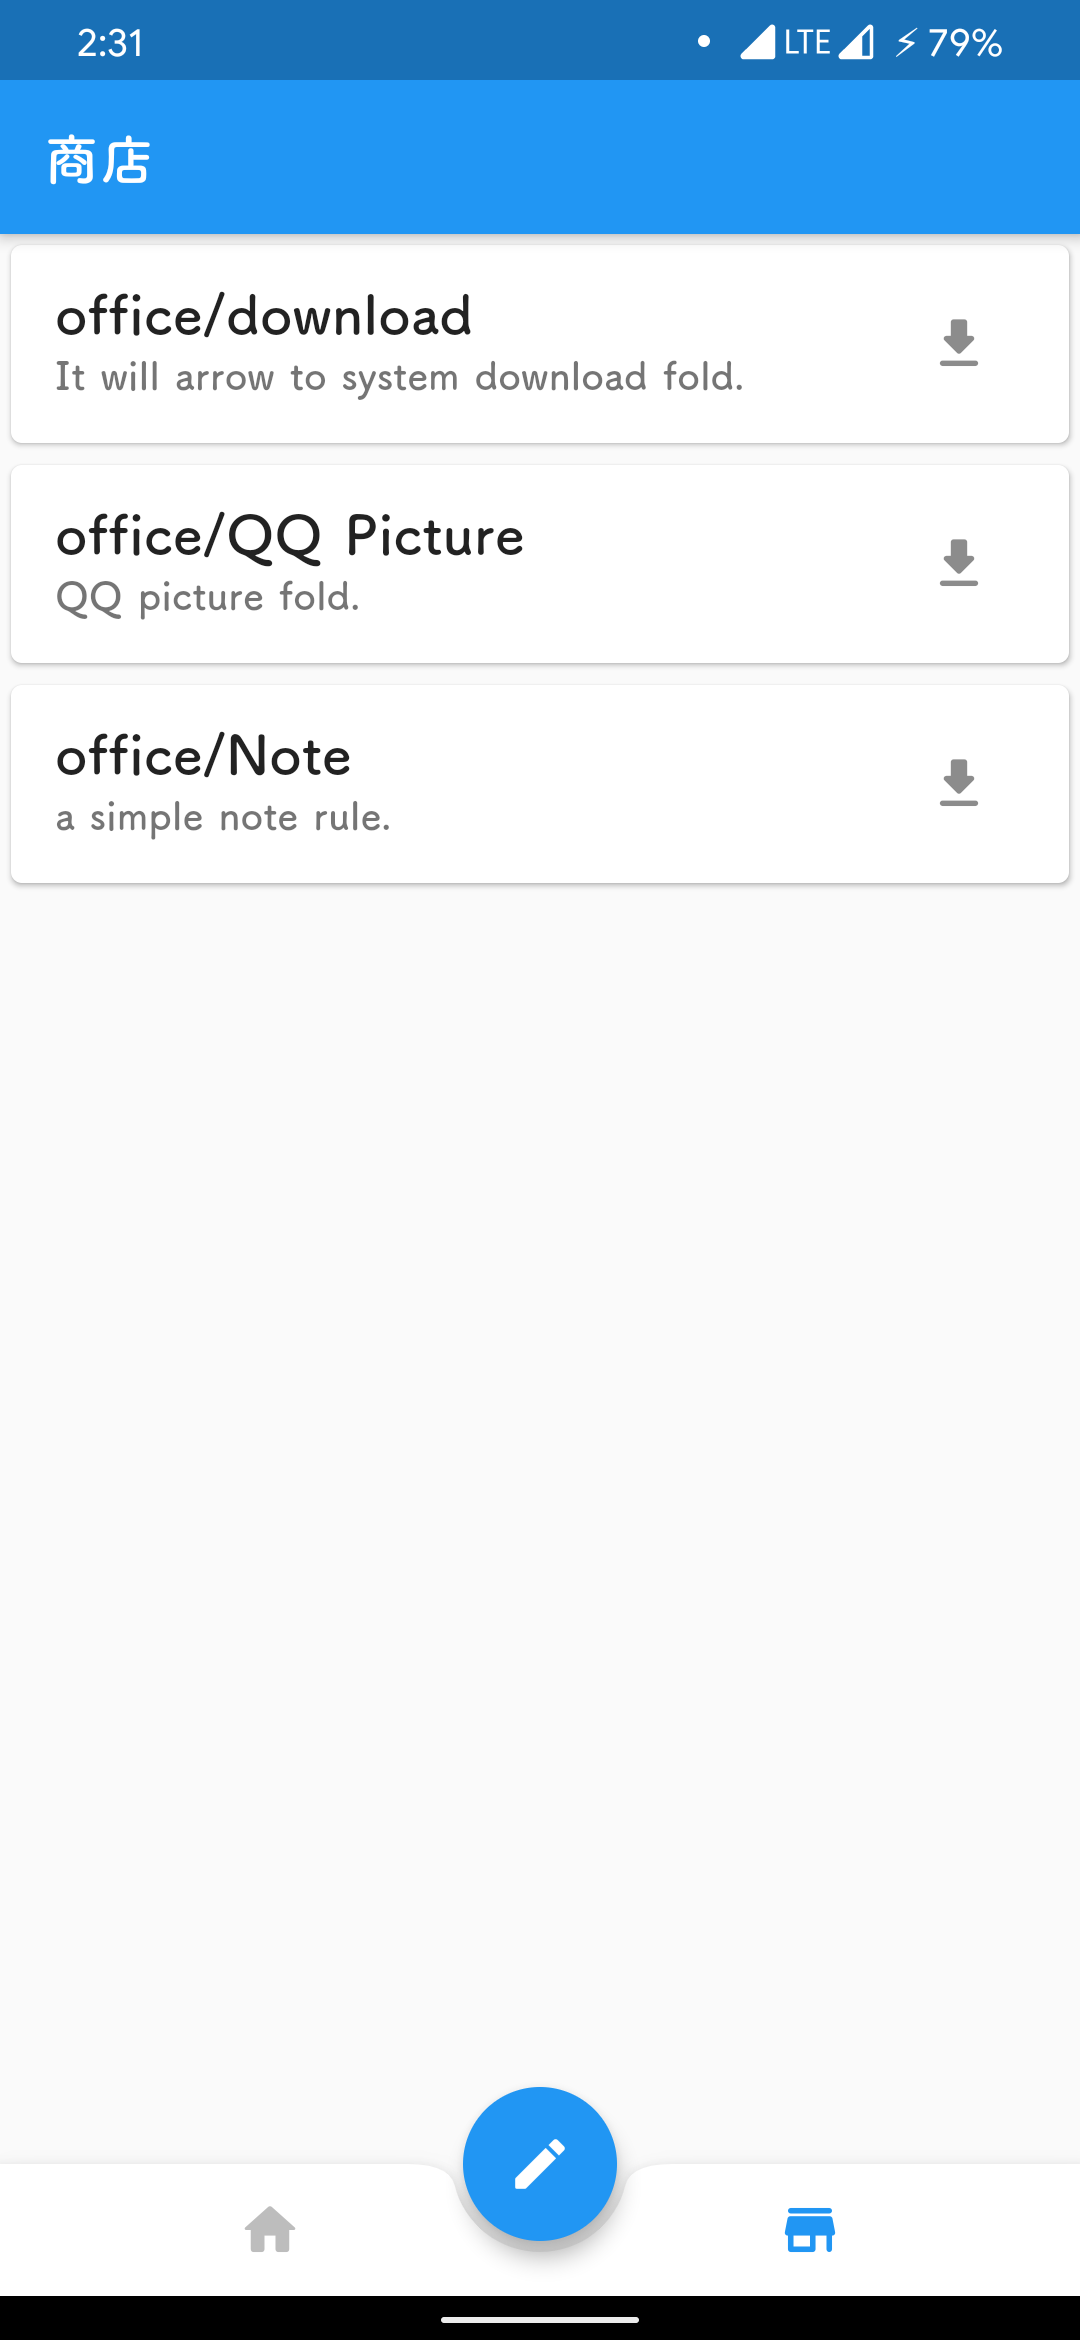 2:31 LTE 79%
商店
office/download
It will arrow to system download fold.
office/QQ Picture
QQ picture fold.
office/Note
a simple note rule.